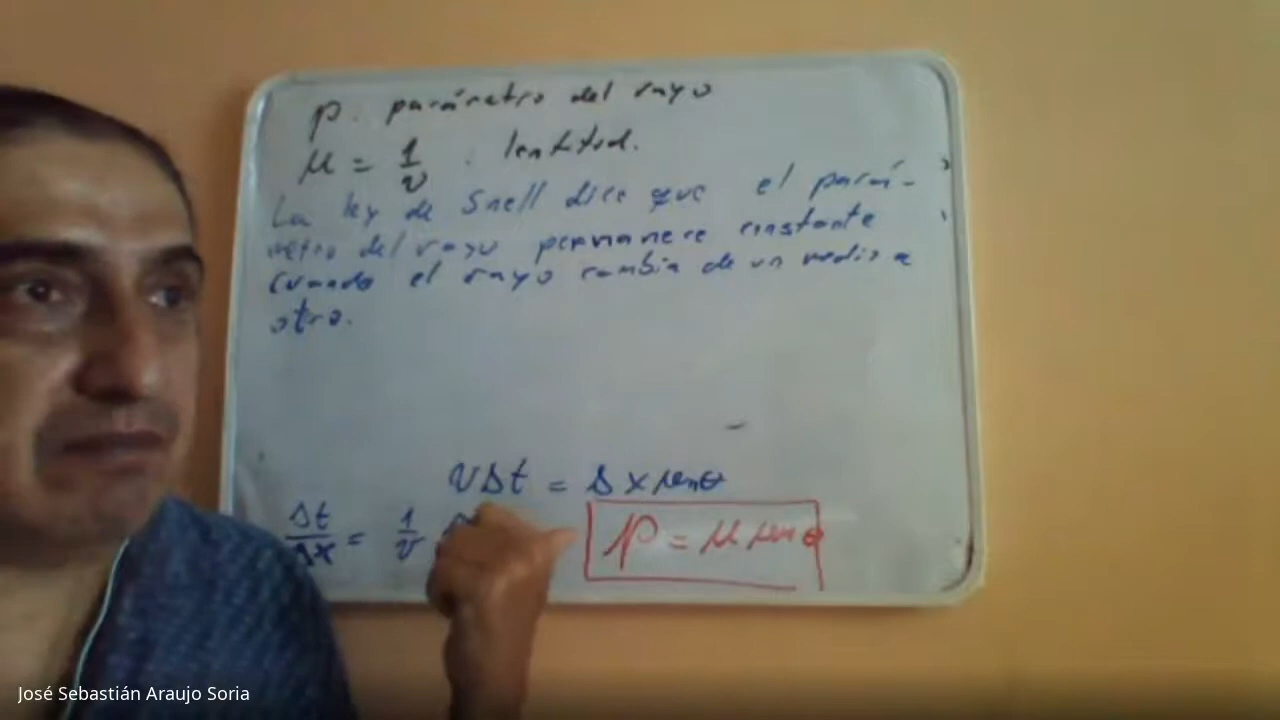 p. parámetro del rayo
μ = 1/v . lentitud.
La ley de Snell dice que el pará-
metro del rayo permanece constante
cuando el rayo cambia de un medio a
otro.
vΔt = Δx senθ
Δt/Δx = 1/v
p = μ senθ
José Sebastián Araujo Soria